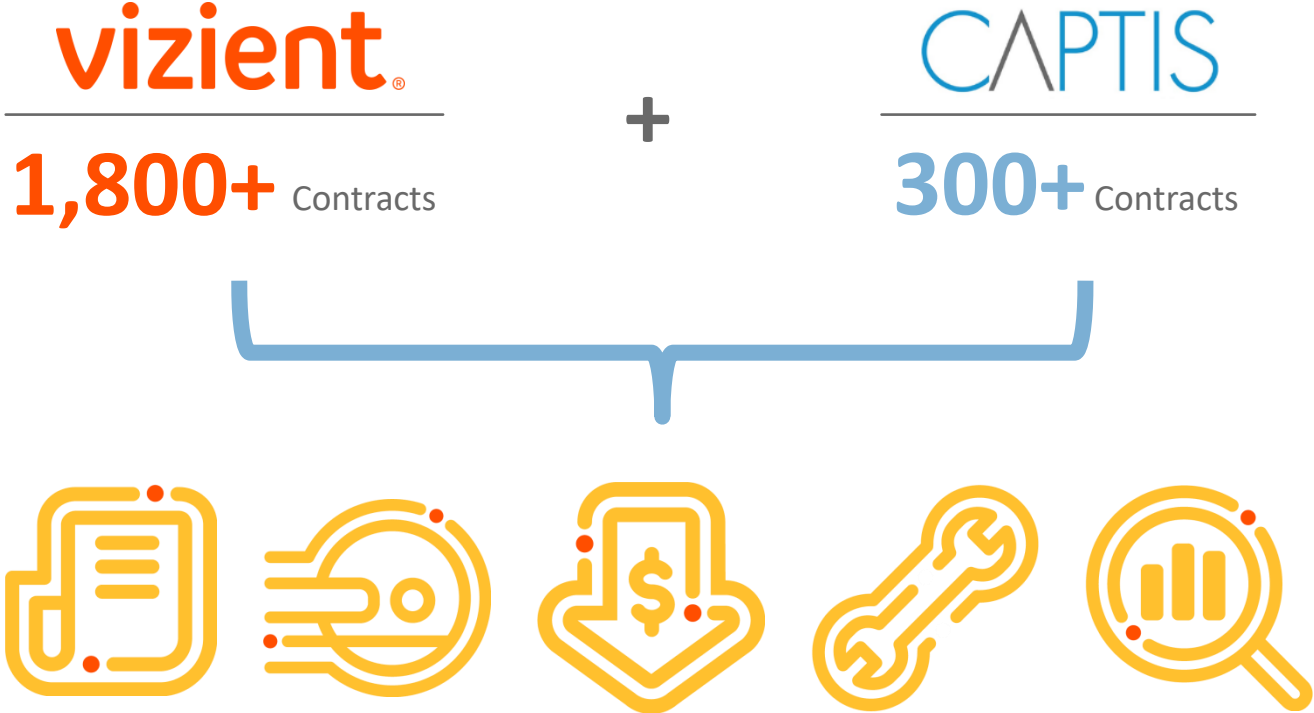 vizient®
+
CAPTIS
1,800+ Contracts
300+ Contracts
$